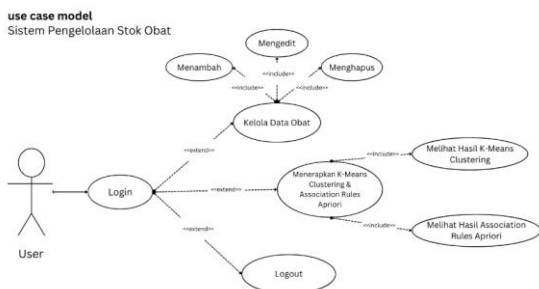 use case model
Sistem Pengelolaan Stok Obat
Mengedit
Menambah
<<include>>
Menghapus
<<include>>
<<include>>
Kelola Data Obat
<<extend>>
Melihat Hasil K-Means
Clustering
<<include>>
Menerapkan K-Means
Clustering &
Association Rules
Apriori
Login
<<extend>>
<<include>>
Melihat Hasil Association
Rules Apriori
<<extend>>
User
Logout